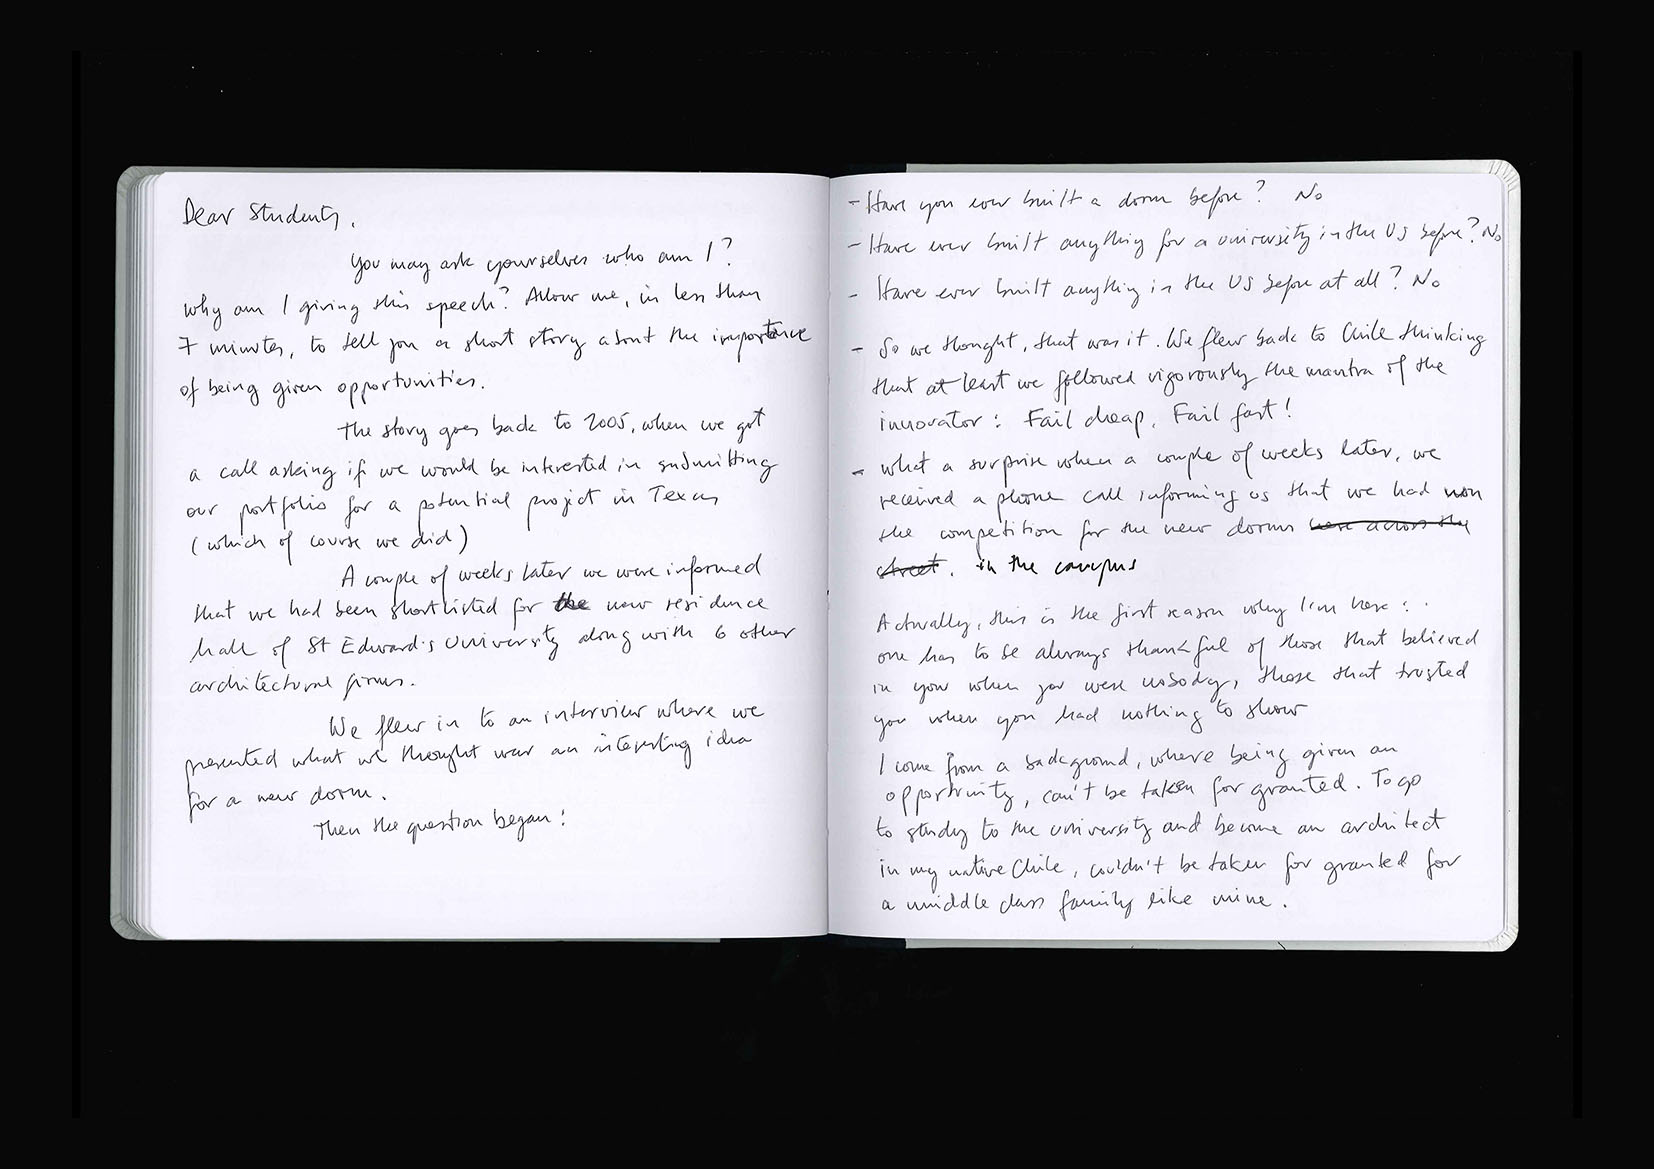 Dear Students,
You may ask yourselves who am I?
why am I giving this speech? Allow me, in less than
7 minutes, to tell you a short story about the importance
of being given opportunities.
The story goes back to 2005, when we got
a call asking if we would be interested in submitting
our portfolio for a potential project in Texas
(which of course we did)
A couple of weeks later we were informed
that we had been shortlisted for the new residence
hall of St Edward's University along with 6 other
architectural firms.
We flew in to an interview where we
presented what we thought was an interesting idea
for a new dorm.
Then the question began:
- Have you ever built a dorm before? No
- Have ever built anything for a university in the US before? No
- Have ever built anything in the US before at all? No
- So we thought, that was it. We flew back to Chile thinking
that at least we followed vigorously the mantra of the
innovator: Fail cheap, Fail fast!
- what a surprise when a couple of weeks later, we
received a phone call informing us that we had won
the competition for the new dorms here across the
street. in the campus
Actually, this is the first reason why I'm here:
one has to be always thankful of those that believed
in you when you were nobody, those that trusted
you when you had nothing to show
I come from a background, where being given an
opportunity, can't be taken for granted. To go
to study to the university and become an architect
in my native Chile, couldn't be taken for granted for
a middle class family like mine.